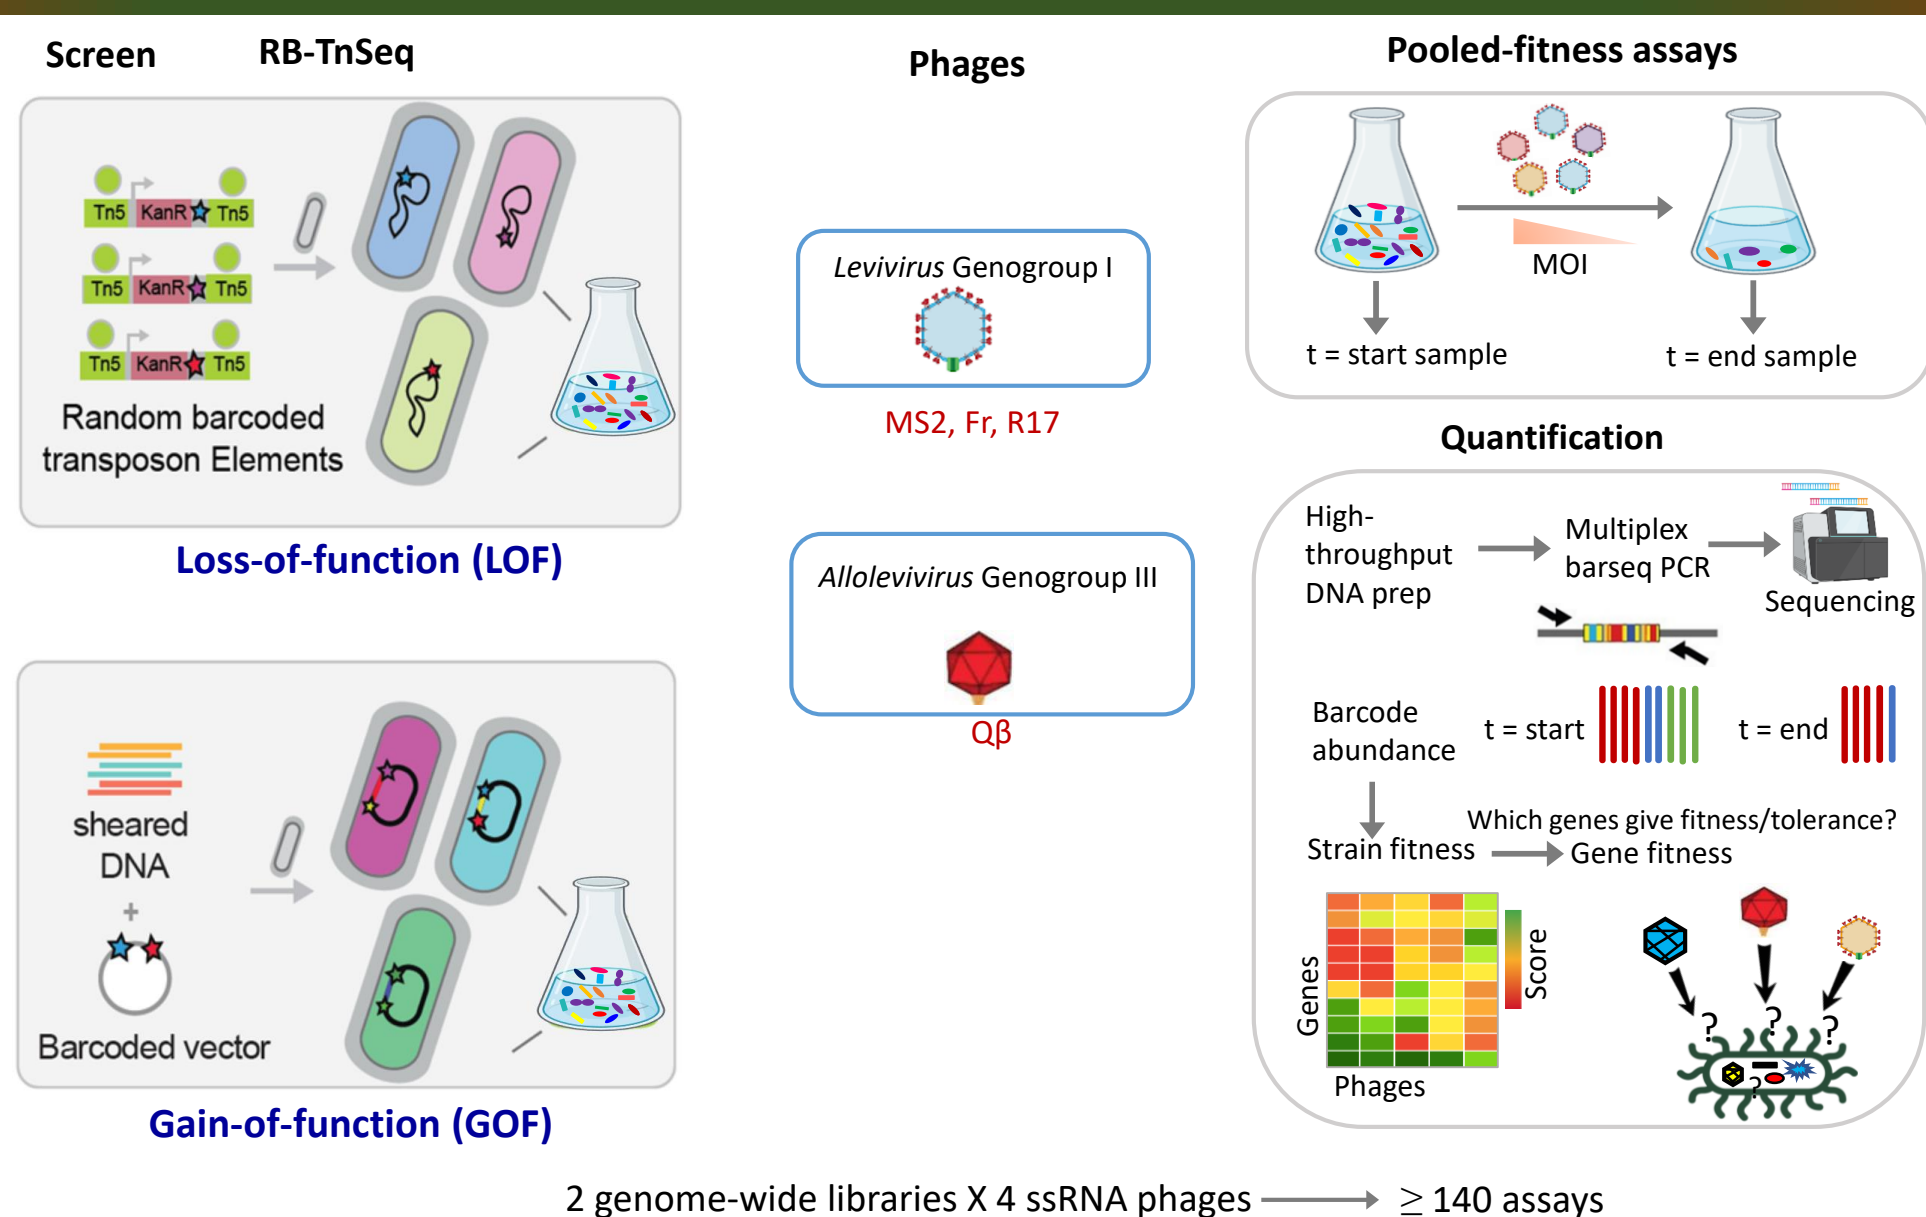 Screen
RB-TnSeq
Tn5 KanR Tn5
Tn5 KanR Tn5
Tn5 KanR Tn5
Random barcoded
transposon Elements
Loss-of-function (LOF)
sheared
DNA
+
Barcoded vector
Gain-of-function (GOF)
Phages
Levivirus Genogroup I
MS2, Fr, R17
Allolevivirus Genogroup III
Qβ
Pooled-fitness assays
MOI
t = start sample
t = end sample
Quantification
High-
throughput
DNA prep
Multiplex
barseq PCR
Sequencing
Barcode
abundance
t = start
t = end
Which genes give fitness/tolerance?
Strain fitness
Gene fitness
Genes
Phages
Score
? ? ?
?
2 genome-wide libraries X 4 ssRNA phages ⟶ ≥ 140 assays